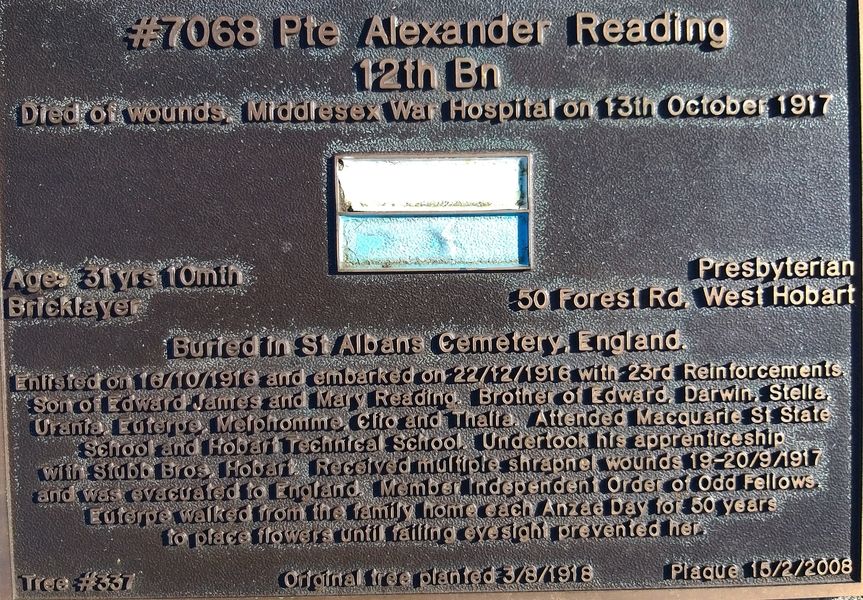 #7068 Pte Alexander Reading
12th Bn
Died of wounds, Middlesex War Hospital on 13th October 1917
Age: 31yrs 10mth
Presbyterian
Bricklayer
50 Forest Rd, West Hobart
Buried in St Albans Cemetery, England.
Enlisted on 16/10/1916 and embarked on 22/12/1916 with 23rd Reinforcements.
Son of Edward James and Mary Reading. Brother of Edward, Darwin, Stella,
Urania, Euterpe, Melphomme, Clio and Thalia. Attended Macquarie St State
School and Hobart Technical School. Undertook his apprenticeship
with Stubb Bros, Hobart. Received multiple shrapnel wounds 19-20/9/1917
and was evacuated to England. Member Independent Order of Odd Fellows.
Euterpe walked from the family home each Anzac Day for 50 years
to place flowers until failing eyesight prevented her.
Tree #337
Original tree planted 3/8/1918
Plaque 15/2/2008